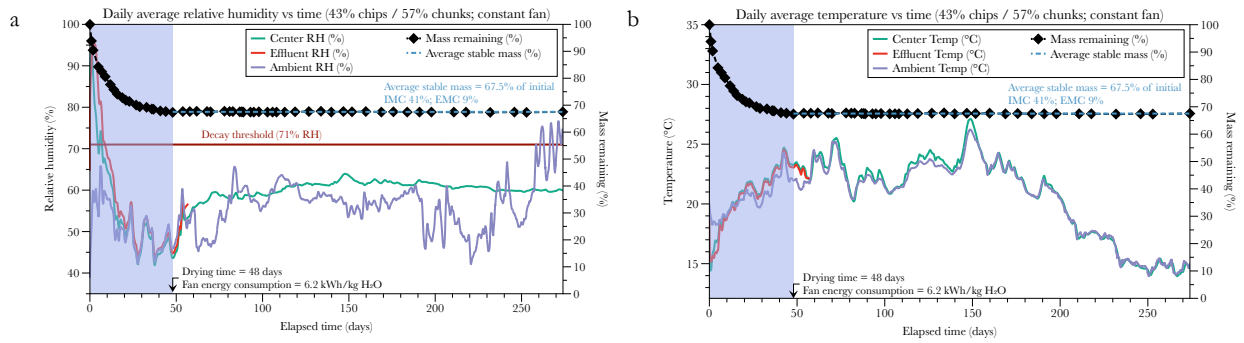 a
Daily average relative humidity vs time (43% chips / 57% chunks; constant fan)
Center RH (%)
Effluent RH (%)
Ambient RH (%)
Mass remaining (%)
Average stable mass (%)
Average stable mass = 67.5% of initial
IMC 41%; EMC 9%
Decay threshold (71% RH)
Drying time = 48 days
Fan energy consumption = 6.2 kWh/kg H₂O
Relative humidity (%)
100
90
80
70
60
50
40
Mass remaining (%)
100
90
80
70
60
50
40
30
20
10
0
0
50
100
150
200
250
Elapsed time (days)
b
Daily average temperature vs time (43% chips / 57% chunks; constant fan)
Center Temp (°C)
Effluent Temp (°C)
Ambient Temp (°C)
Mass remaining (%)
Average stable mass (%)
Average stable mass = 67.5% of initial
IMC 41%; EMC 9%
Drying time = 48 days
Fan energy consumption = 6.2 kWh/kg H₂O
Temperature (°C)
35
30
25
20
15
Mass remaining (%)
100
90
80
70
60
50
40
30
20
10
0
0
50
100
150
200
250
Elapsed time (days)